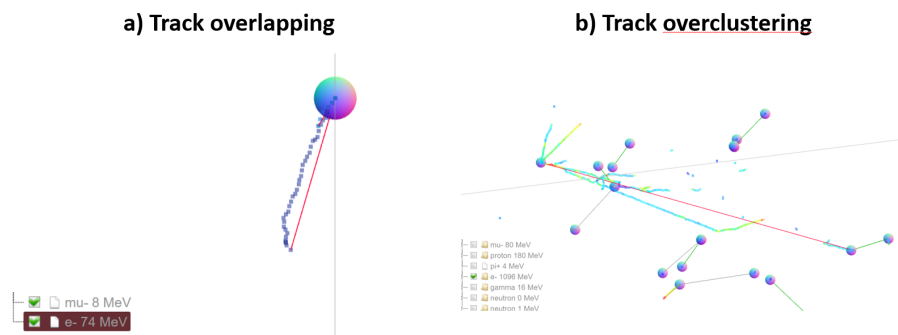 a) Track overlapping
b) Track overclustering
mu- 8 MeV
e- 74 MeV
mu- 80 MeV
proton 180 MeV
pi+ 4 MeV
e- 1096 MeV
gamma 16 MeV
neutron 0 MeV
neutron 1 MeV